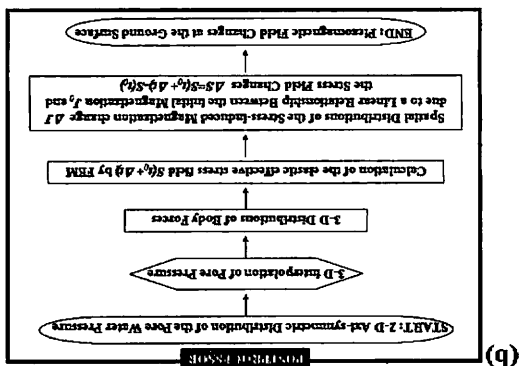 (b)
POSTPROCESSOR
START: 2-D Axi-symmetric Distribution of the Pore Water Pressure
3-D Interpolation of Pore Pressure
3-D Distributions of Body Forces
Calculation of the elastic effective stress field S(t₀+ Δt) by FEM
Spatial Distributions of the Stress-Induced Magnetization change ΔJ
due to a Linear Relationship Between the Initial Magnetization J₀ and
the Stress Field Changes ΔS=S(t₀+ Δt)-S(t₀)
END: Piezomagnetic Field Changes at the Ground Surface